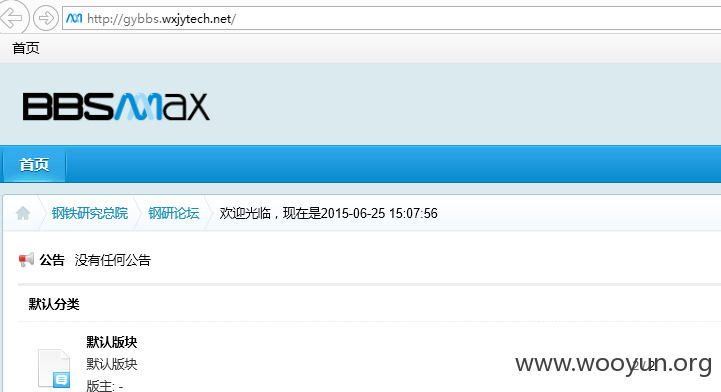 http://gybbs.wxjytech.net/
首页
BBSMax
首页
钢铁研究总院 钢研论坛 欢迎光临，现在是2015-06-25 15:07:56
公告 没有任何公告
默认分类
默认版块
默认版块
版主: -
www.wooyun.org